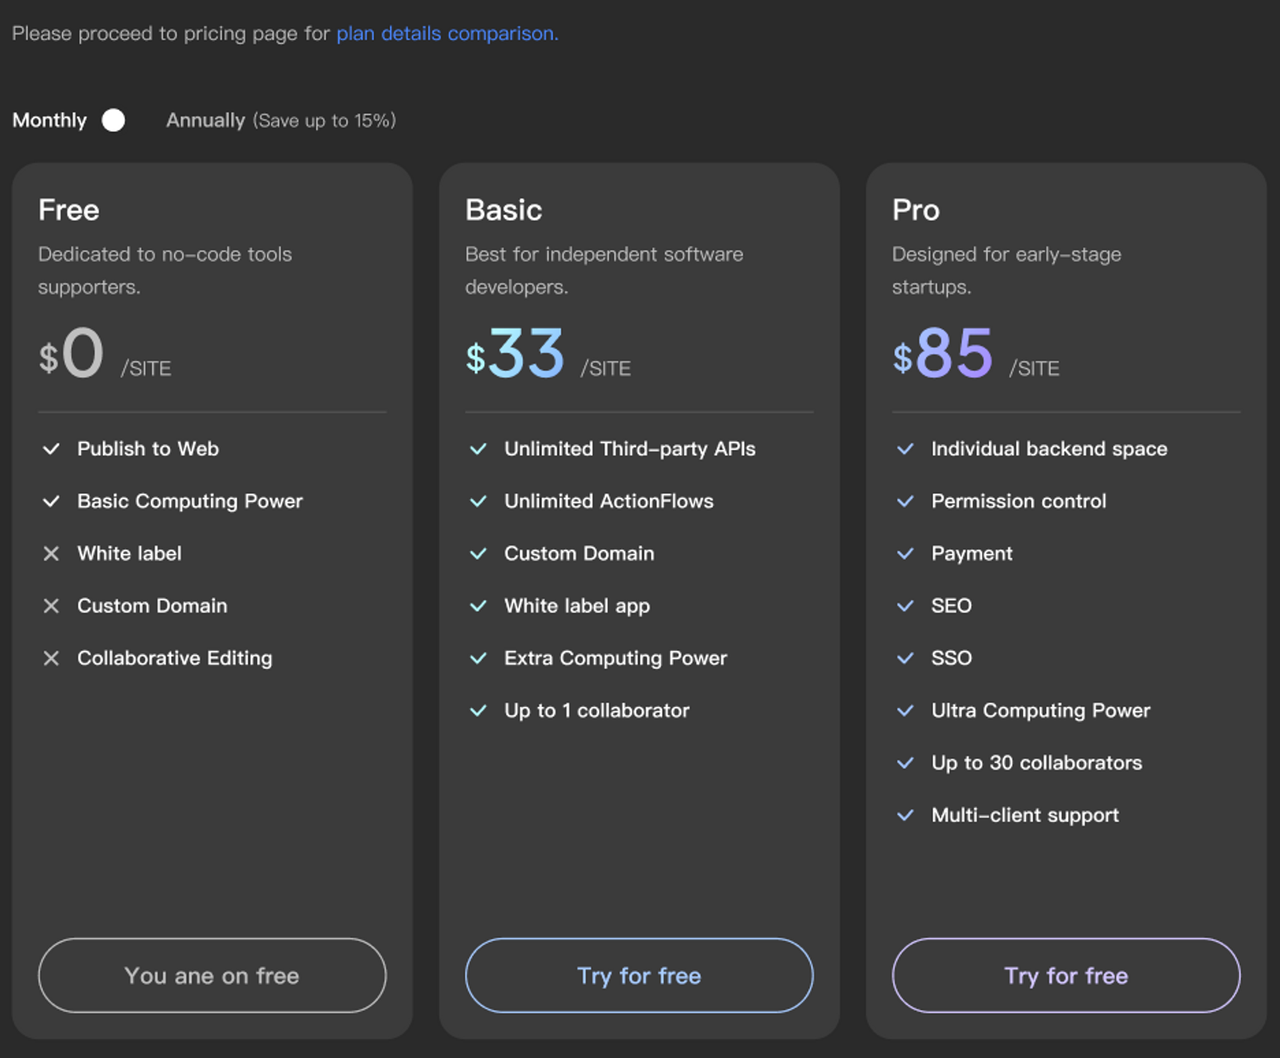 Please proceed to pricing page for plan details comparison.
Monthly Annually (Save up to 15%)
Free
Dedicated to no-code tools
supporters.
$0 /SITE
Publish to Web
Basic Computing Power
White label
Custom Domain
Collaborative Editing
You ane on free
Basic
Best for independent software
developers.
$33 /SITE
Unlimited Third-party APIs
Unlimited ActionFlows
Custom Domain
White label app
Extra Computing Power
Up to 1 collaborator
Try for free
Pro
Designed for early-stage
startups.
$85 /SITE
Individual backend space
Permission control
Payment
SEO
SSO
Ultra Computing Power
Up to 30 collaborators
Multi-client support
Try for free